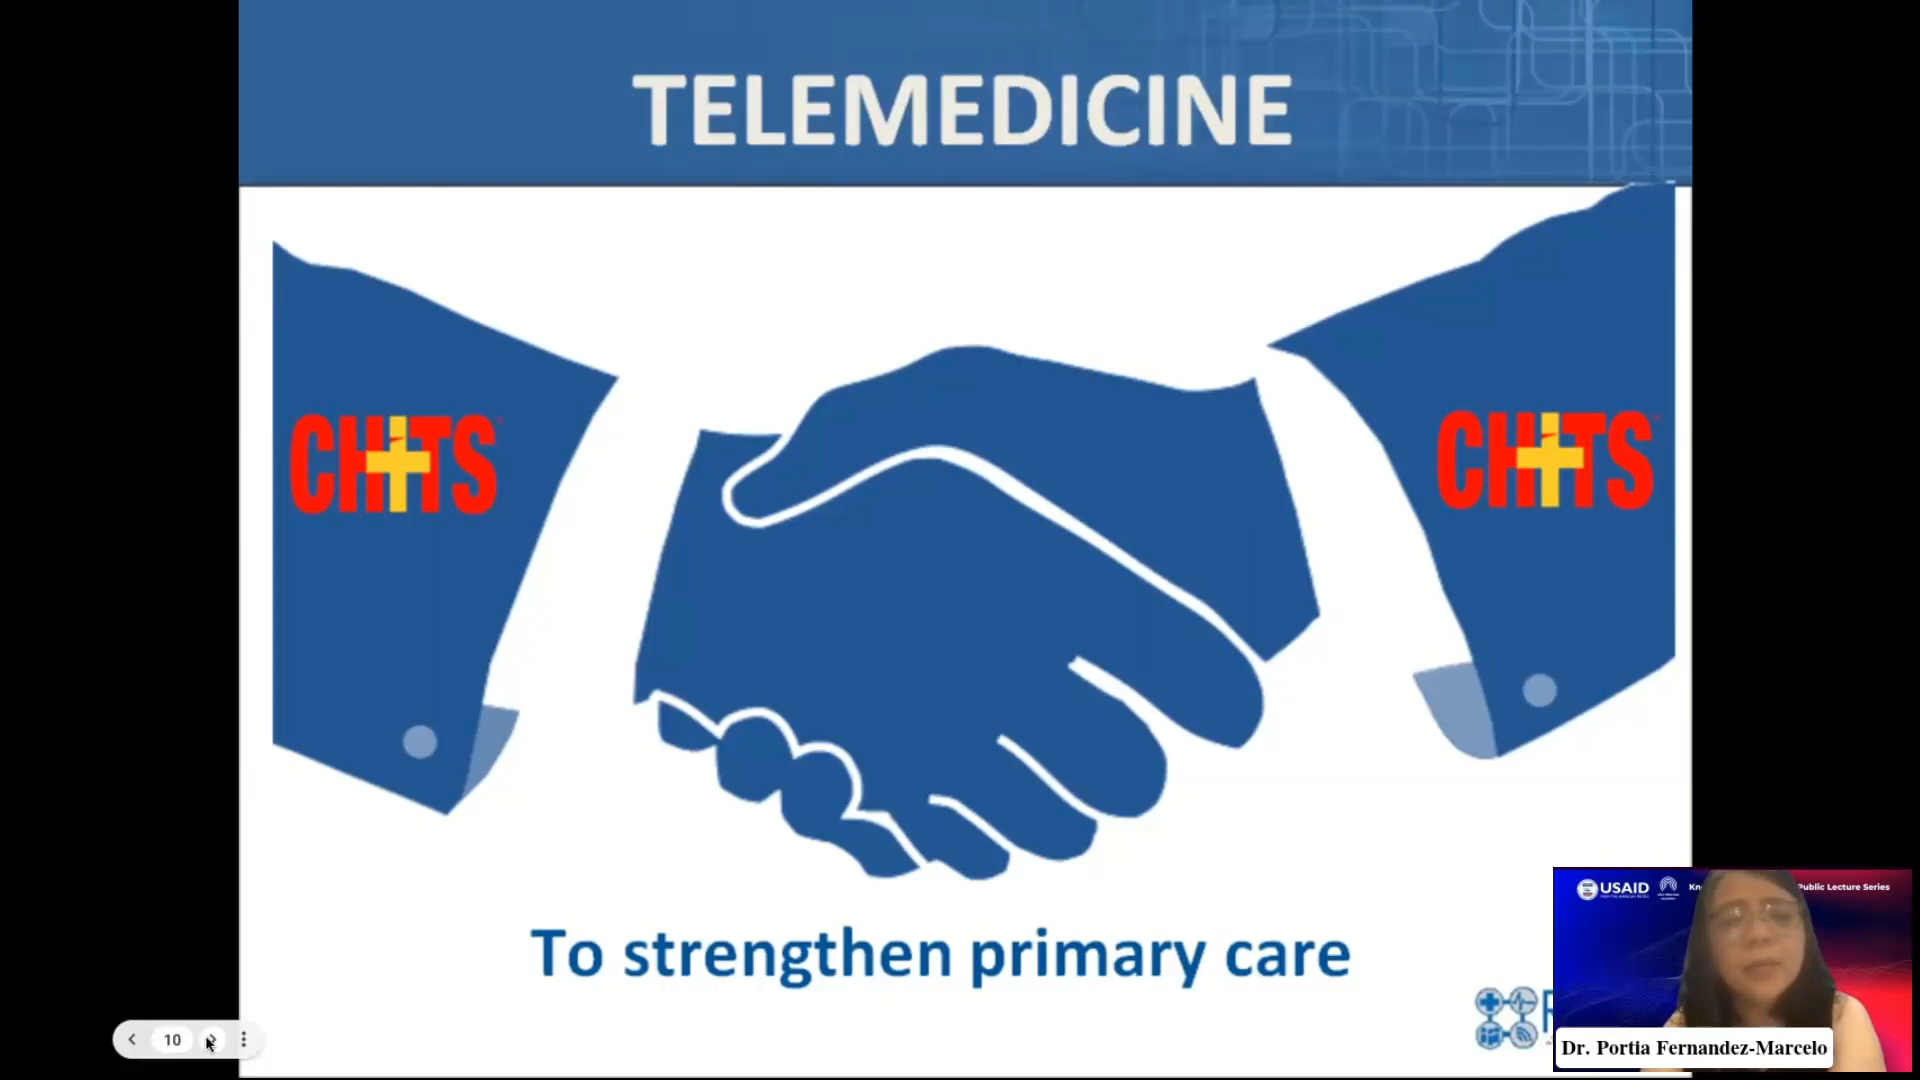 TELEMEDICINE
CHITS
CHITS
To strengthen primary care
10
USAID
Public Lecture Series
Dr. Portia Fernandez-Marcelo